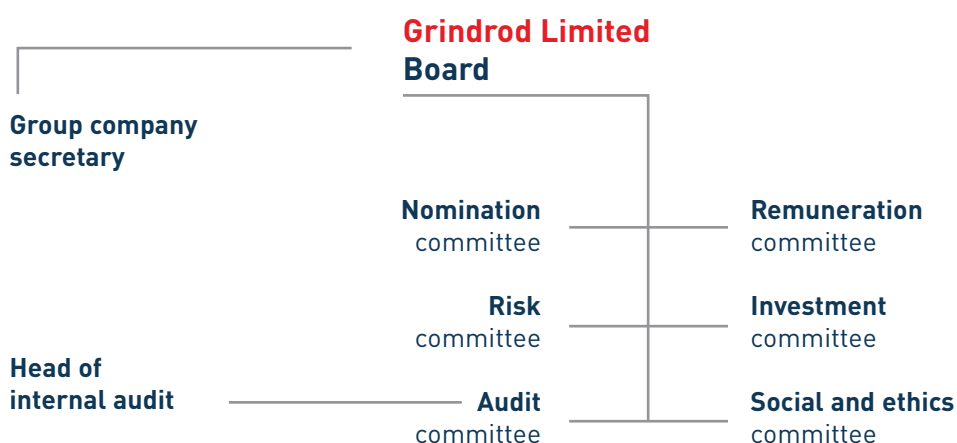 Grindrod Limited
Board
Group company
secretary
Nomination
committee
Remuneration
committee
Risk
committee
Investment
committee
Head of
internal audit
Audit
committee
Social and ethics
committee